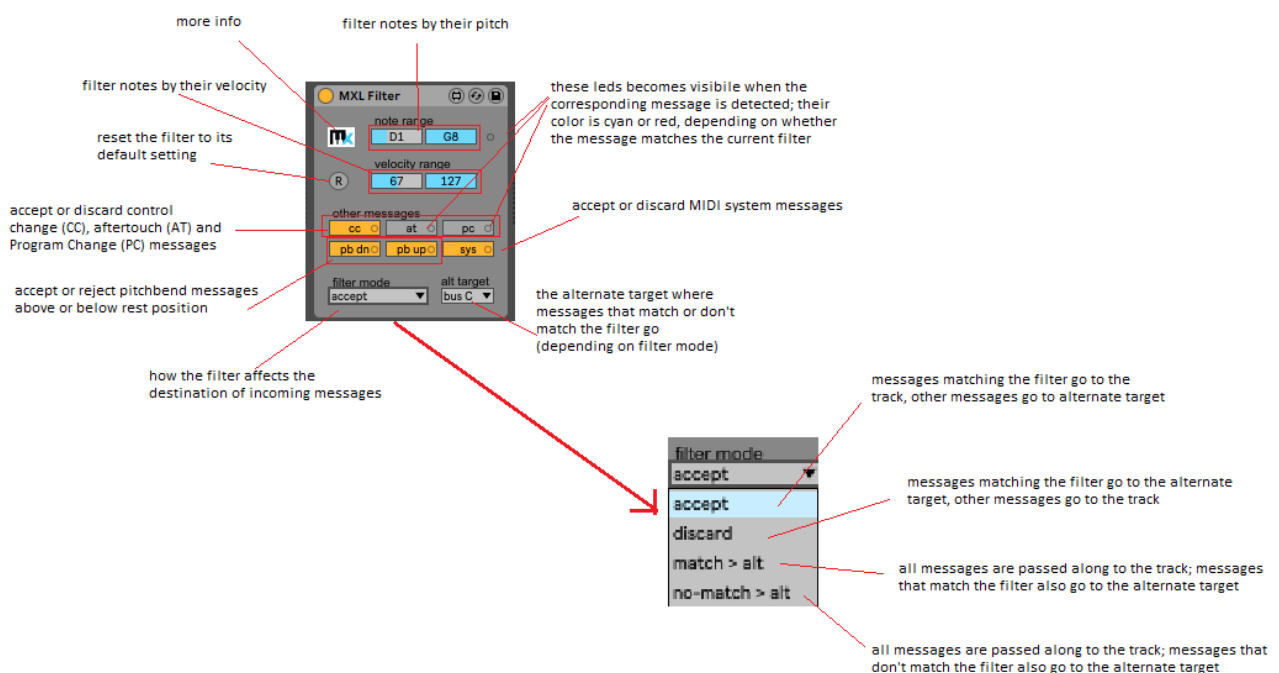 more info
filter notes by their pitch
filter notes by their velocity
these leds becomes visibile when the
corresponding message is detected; their
color is cyan or red, depending on whether
the message matches the current filter
reset the filter to its
default setting
MXL Filter
mx
note range
D1 G8
R
velocity range
67 127
accept or discard control
change (CC), aftertouch (AT) and
Program Change (PC) messages
other messages
cc at pc
pb dn pb up sys
accept or discard MIDI system messages
accept or reject pitchbend messages
above or below rest position
filter mode alt target
accept bus C
the alternate target where
messages that match or don't
match the filter go
(depending on filter mode)
how the filter affects the
destination of incoming messages
messages matching the filter go to the
track, other messages go to alternate target
filter mode
accept
accept
discard
match > alt
no-match > alt
messages matching the filter go to the alternate
target, other messages go to the track
all messages are passed along to the track; messages
that match the filter also go to the alternate target
all messages are passed along to the track; messages that
don't match the filter also go to the alternate target